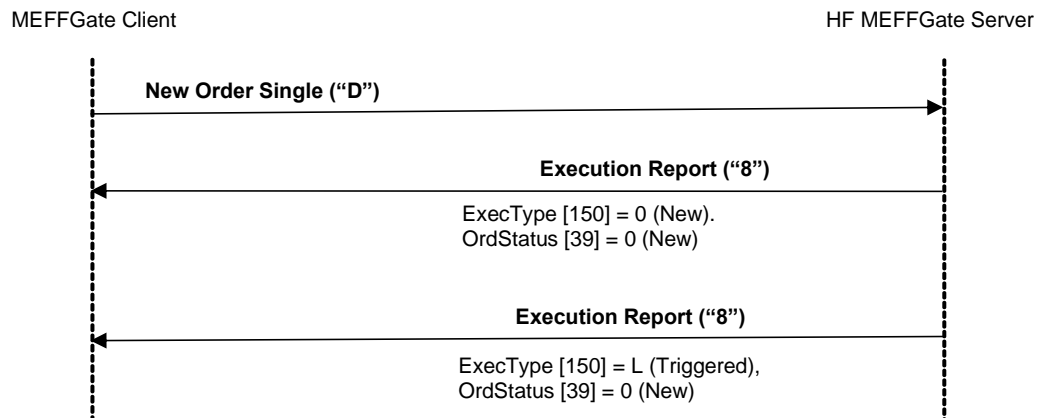 MEFFGate Client
HF MEFFGate Server
New Order Single (“D”)
Execution Report (“8”)
ExecType [150] = 0 (New).
OrdStatus [39] = 0 (New)
Execution Report (“8”)
ExecType [150] = L (Triggered),
OrdStatus [39] = 0 (New)